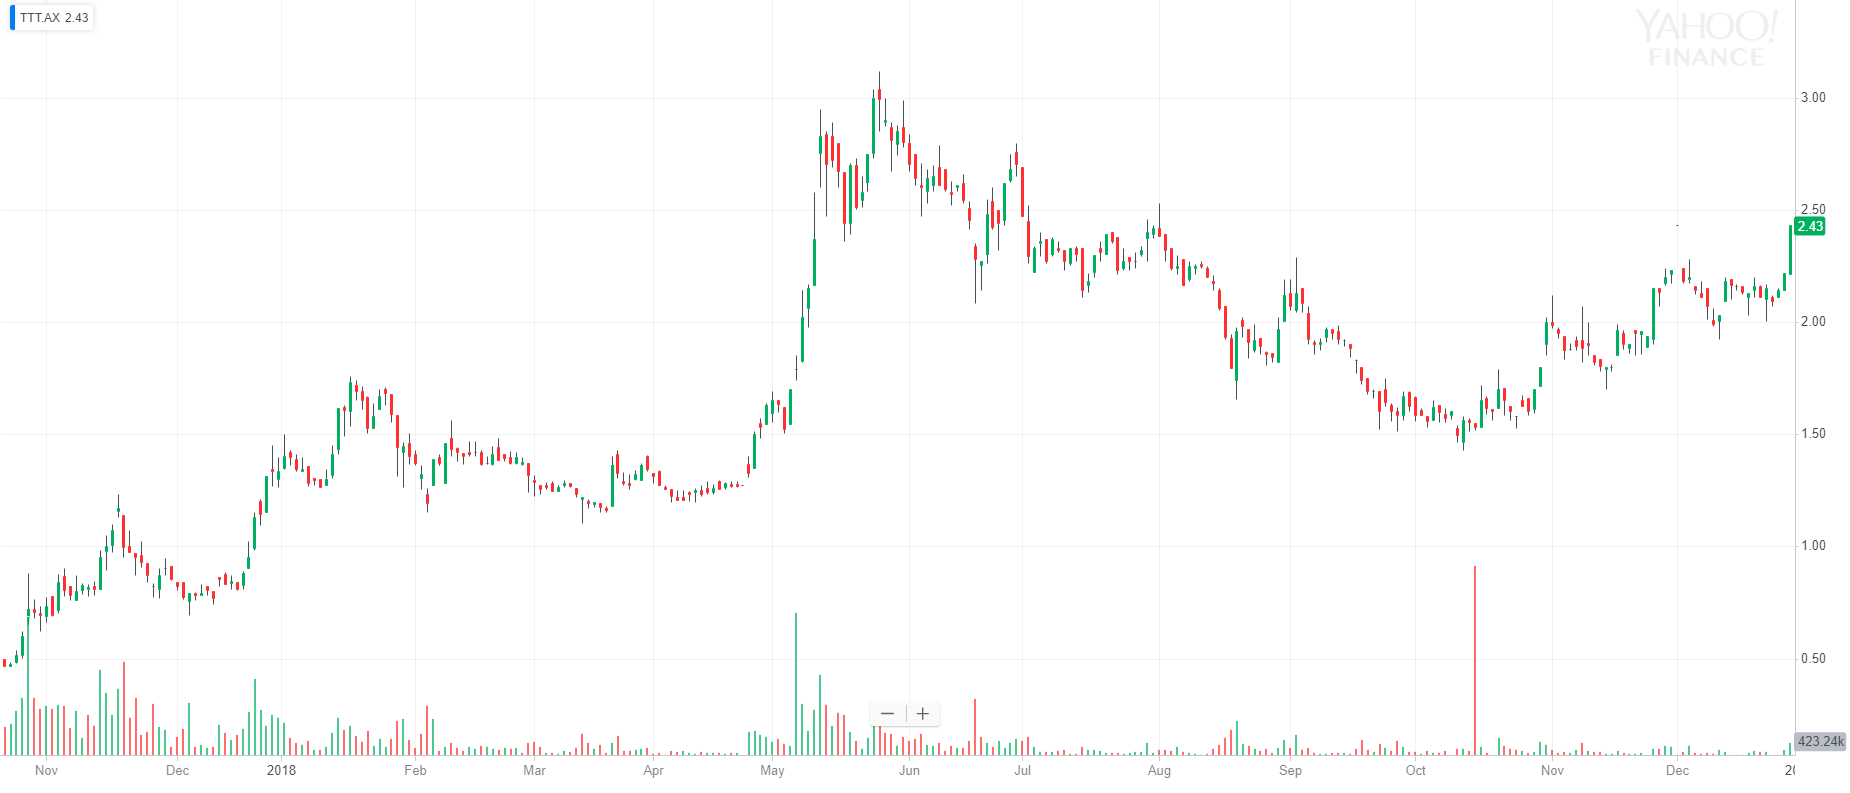 TTT.AX 2.43
YAHOO!
FINANCE
3.00
2.50
2.43
2.00
1.50
1.00
0.50
423.24k
Nov Dec 2018 Feb Mar Apr May Jun Jul Aug Sep Oct Nov Dec 20